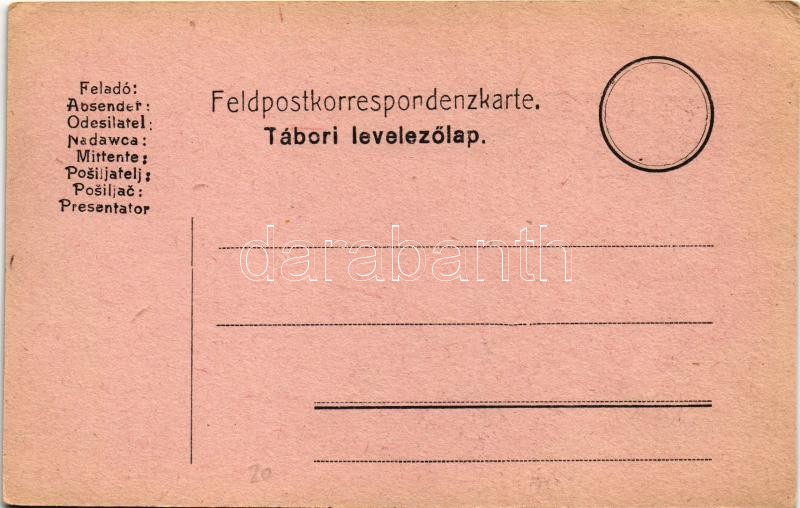 Feladó:
Absender:
Odesilatel:
Nadawca:
Mittente:
Pošiljatelj:
Pošiljač:
Presentator
Feldpostkorrespondenzkarte.
Tábori levelezőlap.
darabanth
20